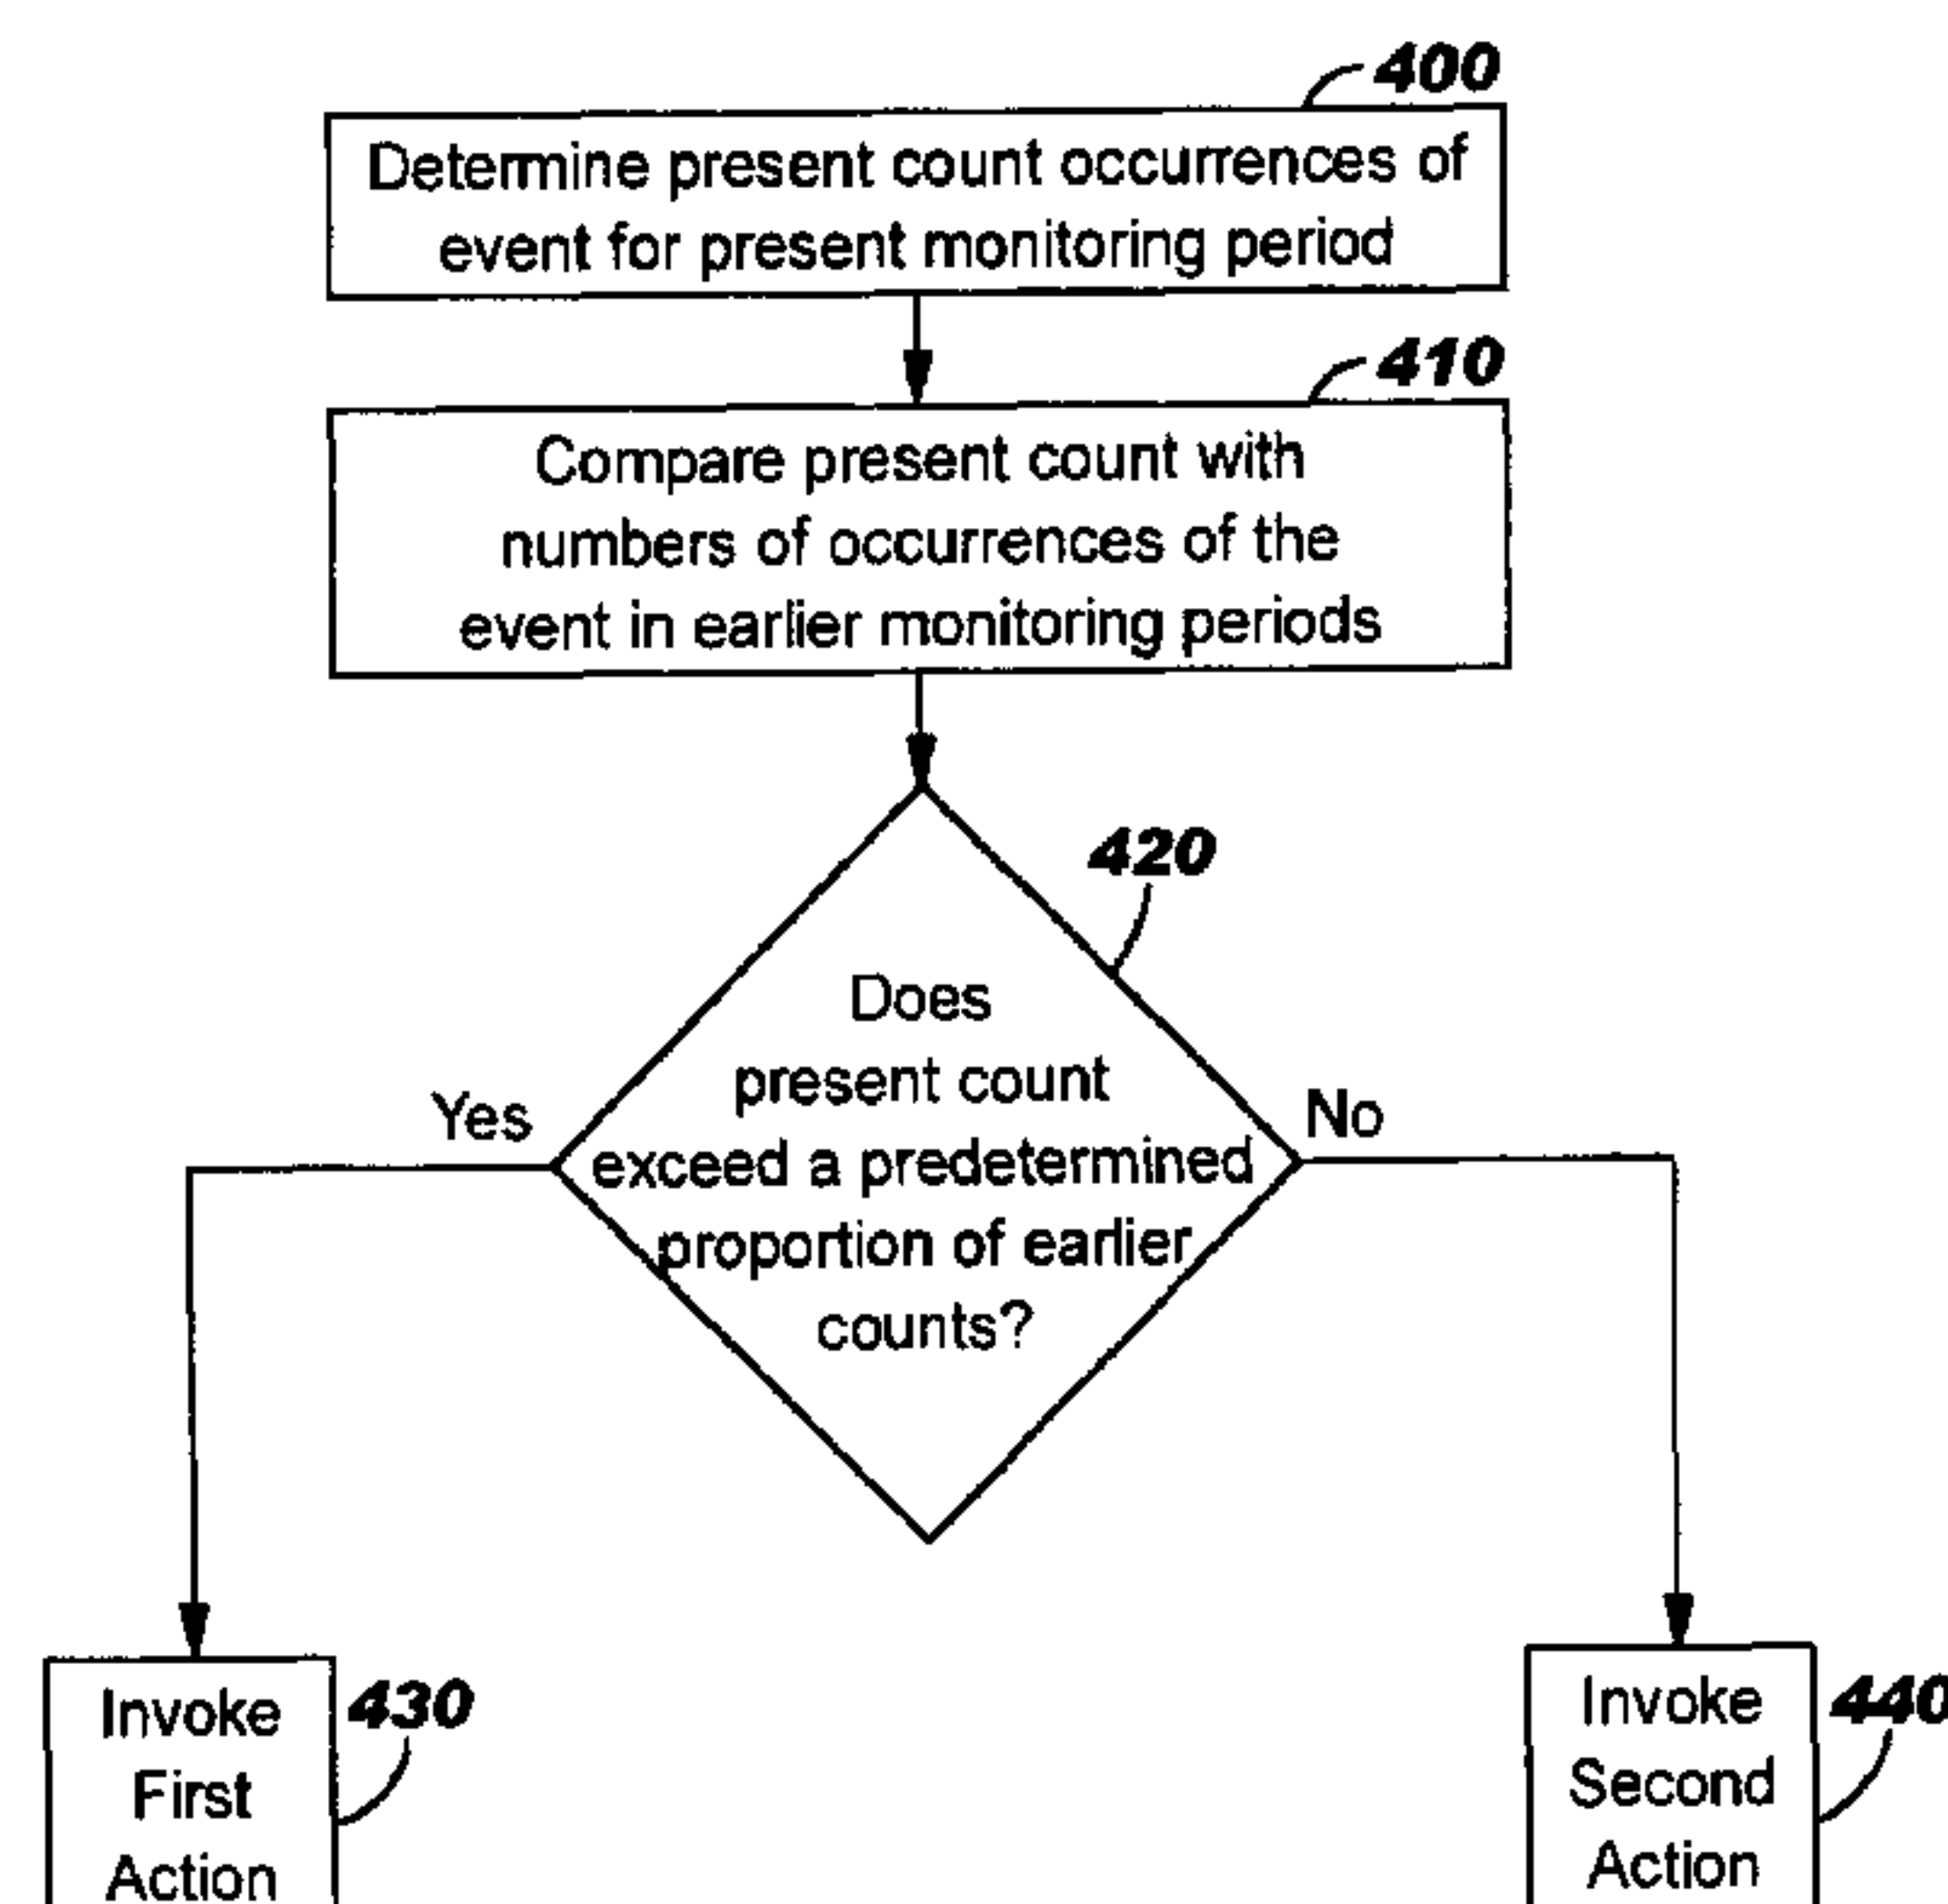 400
Determine present count occurrences of
event for present monitoring period
410
Compare present count with
numbers of occurrences of the
event in earlier monitoring periods
420
Does
present count
exceed a predetermined
proportion of earlier
counts?
Yes
No
Invoke
First
Action
430
Invoke
Second
Action
440